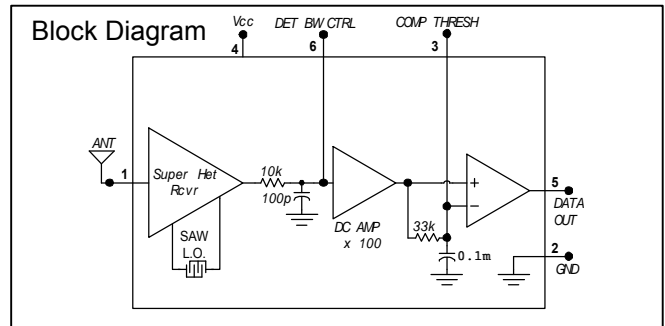 Block Diagram
Vcc
4
DET BW CTRL
6
COMP THRESH
3
ANT
1
Super Het
Rcvr
SAW
L.O.
10k
100p
DC AMP
x 100
33k
0.1m
+
−
5
DATA
OUT
2
GND